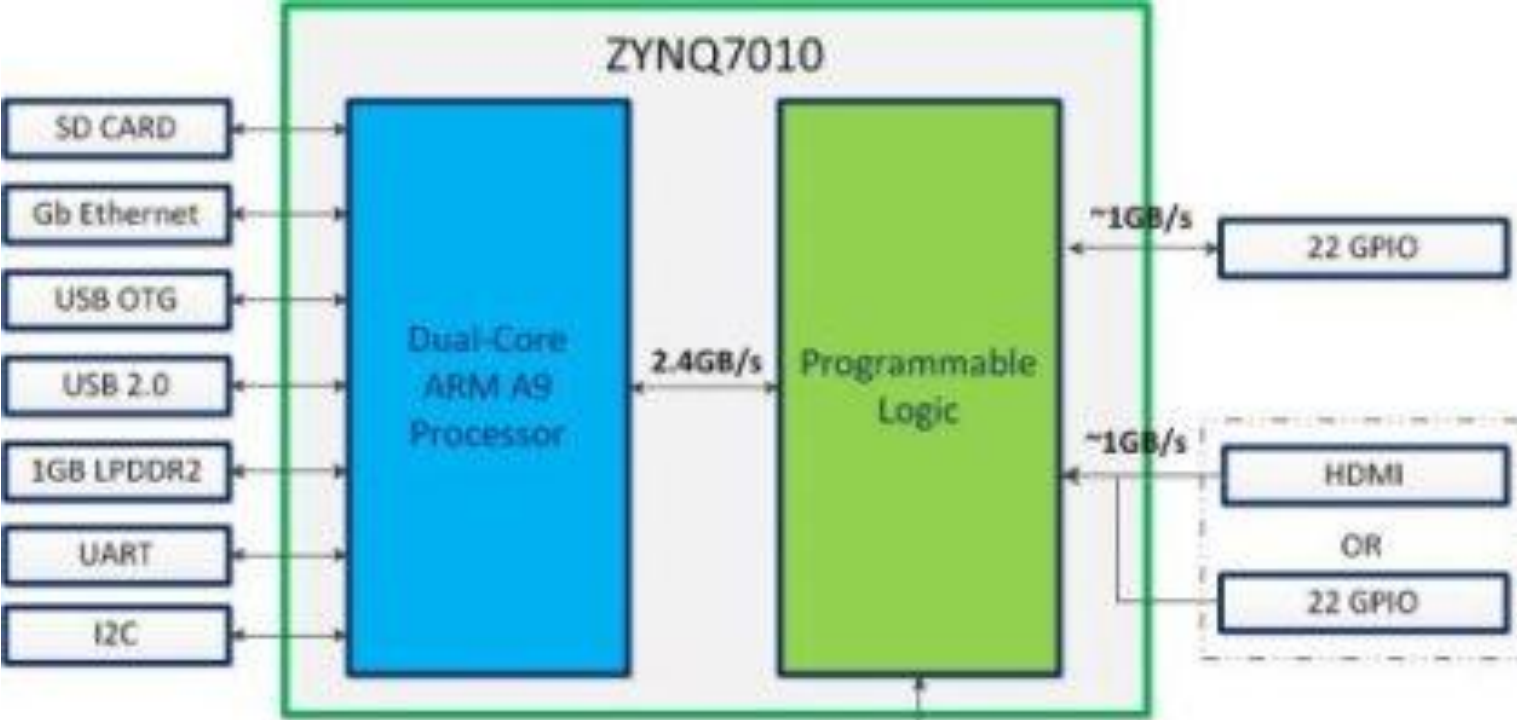 ZYNQ7010
SD CARD
Gb Ethernet
USB OTG
USB 2.0
1GB LPDDR2
UART
I2C
Dual-Core
ARM A9
Processor
2.4GB/s
Programmable
Logic
~1GB/s
22 GPIO
~1GB/s
HDMI
OR
22 GPIO